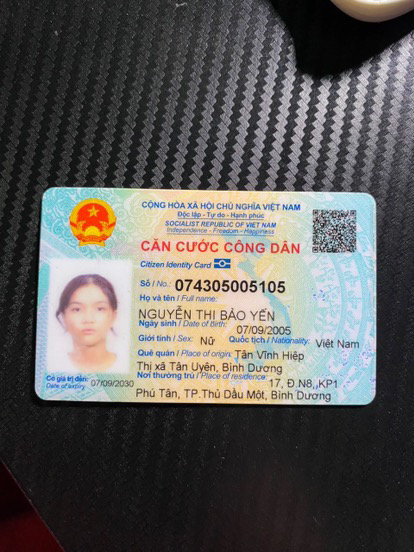 CỘNG HÒA XÃ HỘI CHỦ NGHĨA VIỆT NAM
Độc lập - Tự do - Hạnh phúc
SOCIALIST REPUBLIC OF VIET NAM
Independence - Freedom - Happiness
CĂN CƯỚC CÔNG DÂN
Citizen Identity Card
Số / No.: 074305005105
Họ và tên / Full name:
NGUYỄN THỊ BẢO YẾN
Ngày sinh / Date of birth: 07/09/2005
Giới tính / Sex: Nữ Quốc tịch / Nationality: Việt Nam
Quê quán / Place of origin: Tân Vĩnh Hiệp
Thị xã Tân Uyên, Bình Dương
Nơi thường trú / Place of residence: 17, Đ.N8,,KP1
Phú Tân, TP.Thủ Dầu Một, Bình Dương
Có giá trị đến: 07/09/2030
Date of expiry